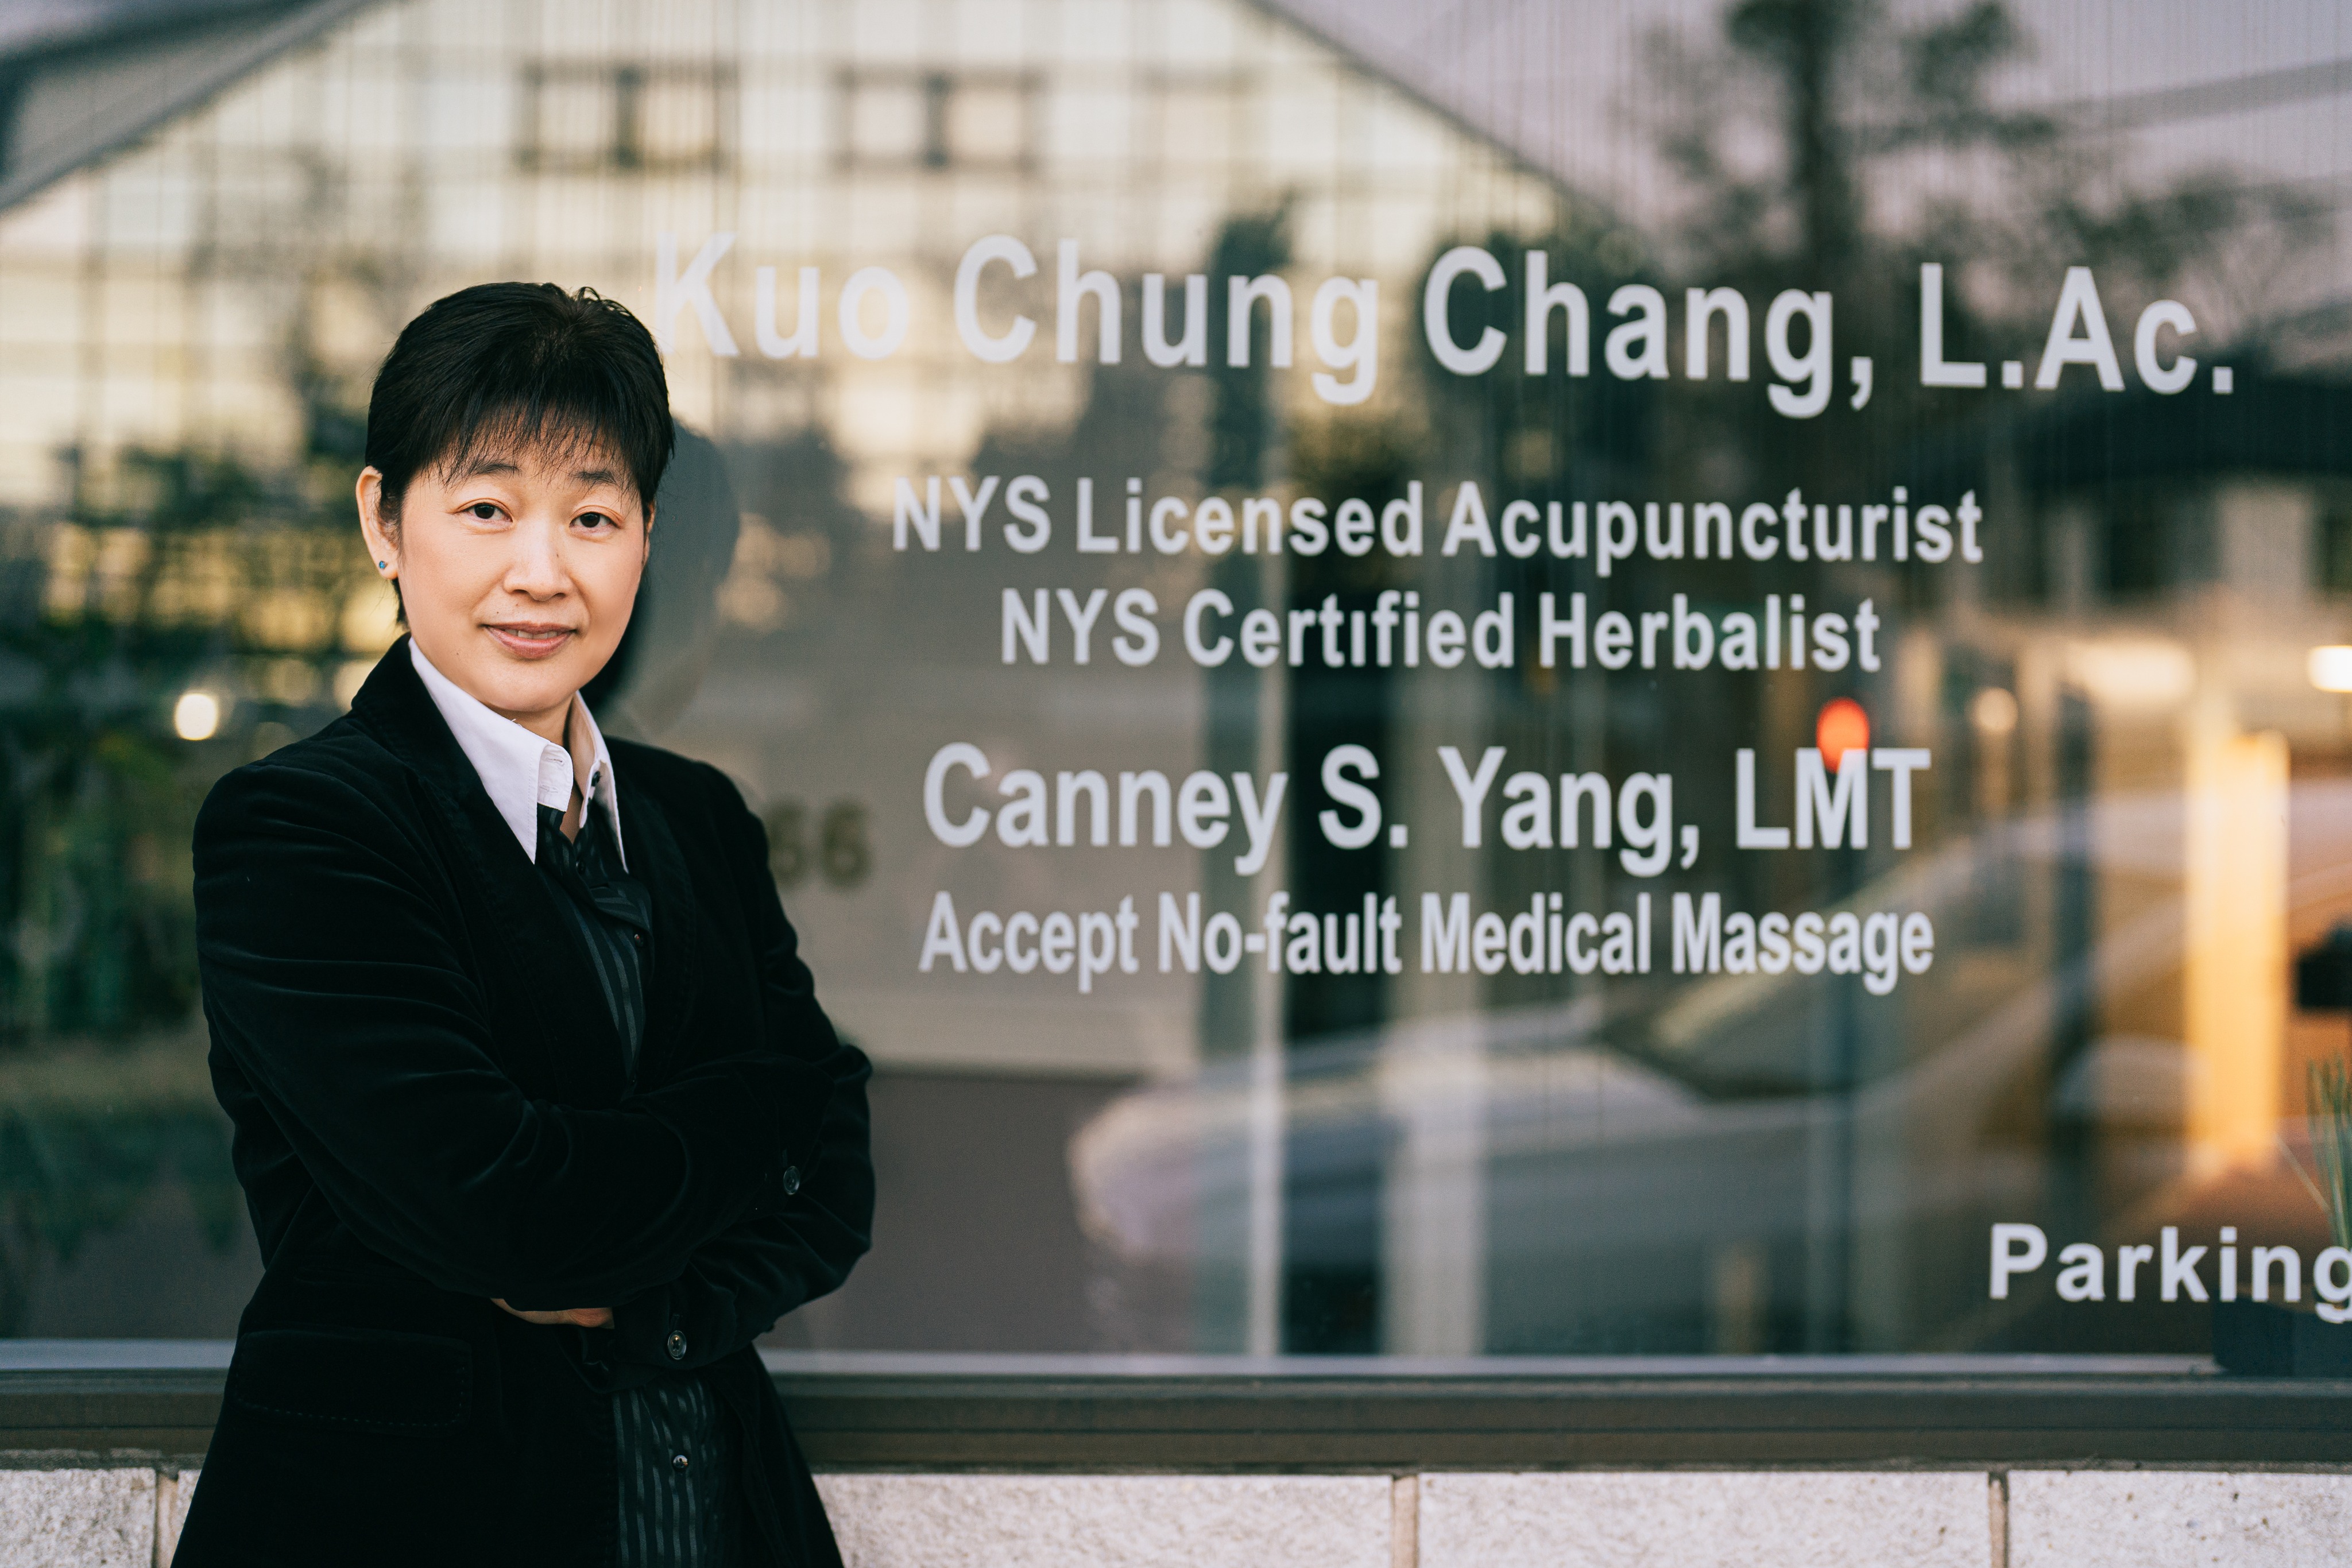 Kuo Chung Chang, L.Ac.
NYS Licensed Acupuncturist
NYS Certified Herbalist
Canney S. Yang, LMT
66
Accept No-fault Medical Massage
Parking